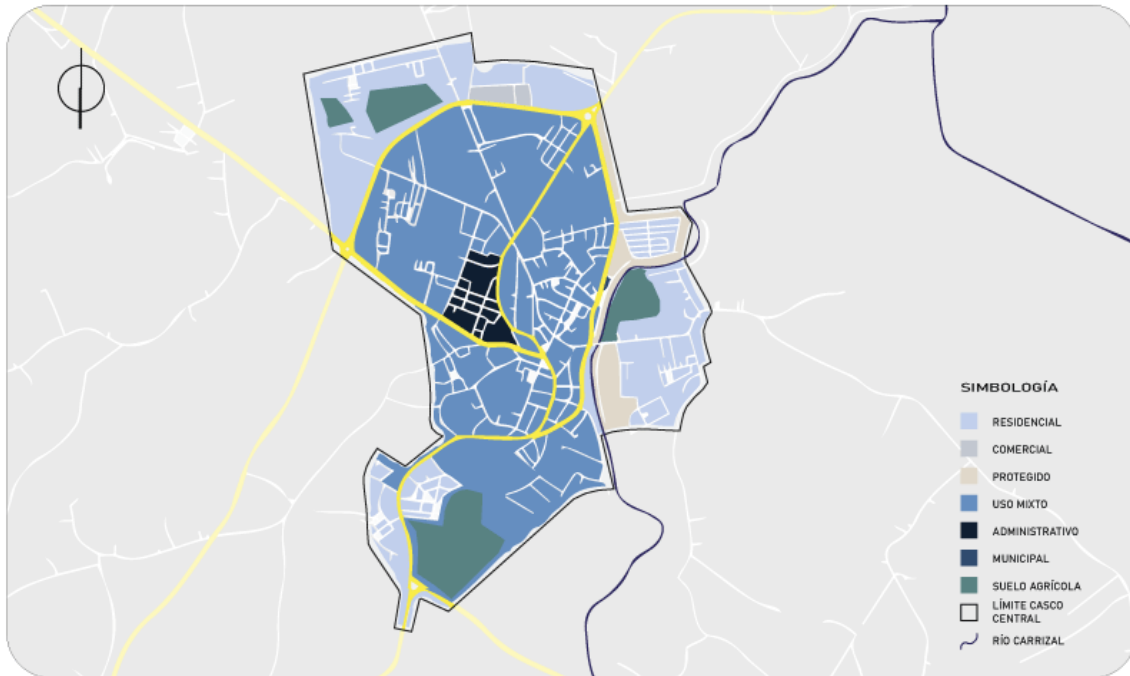 SIMBOLOGÍA
RESIDENCIAL
COMERCIAL
PROTEGIDO
USO MIXTO
ADMINISTRATIVO
MUNICIPAL
SUELO AGRÍCOLA
LÍMITE CASCO
CENTRAL
RÍO CARRIZAL